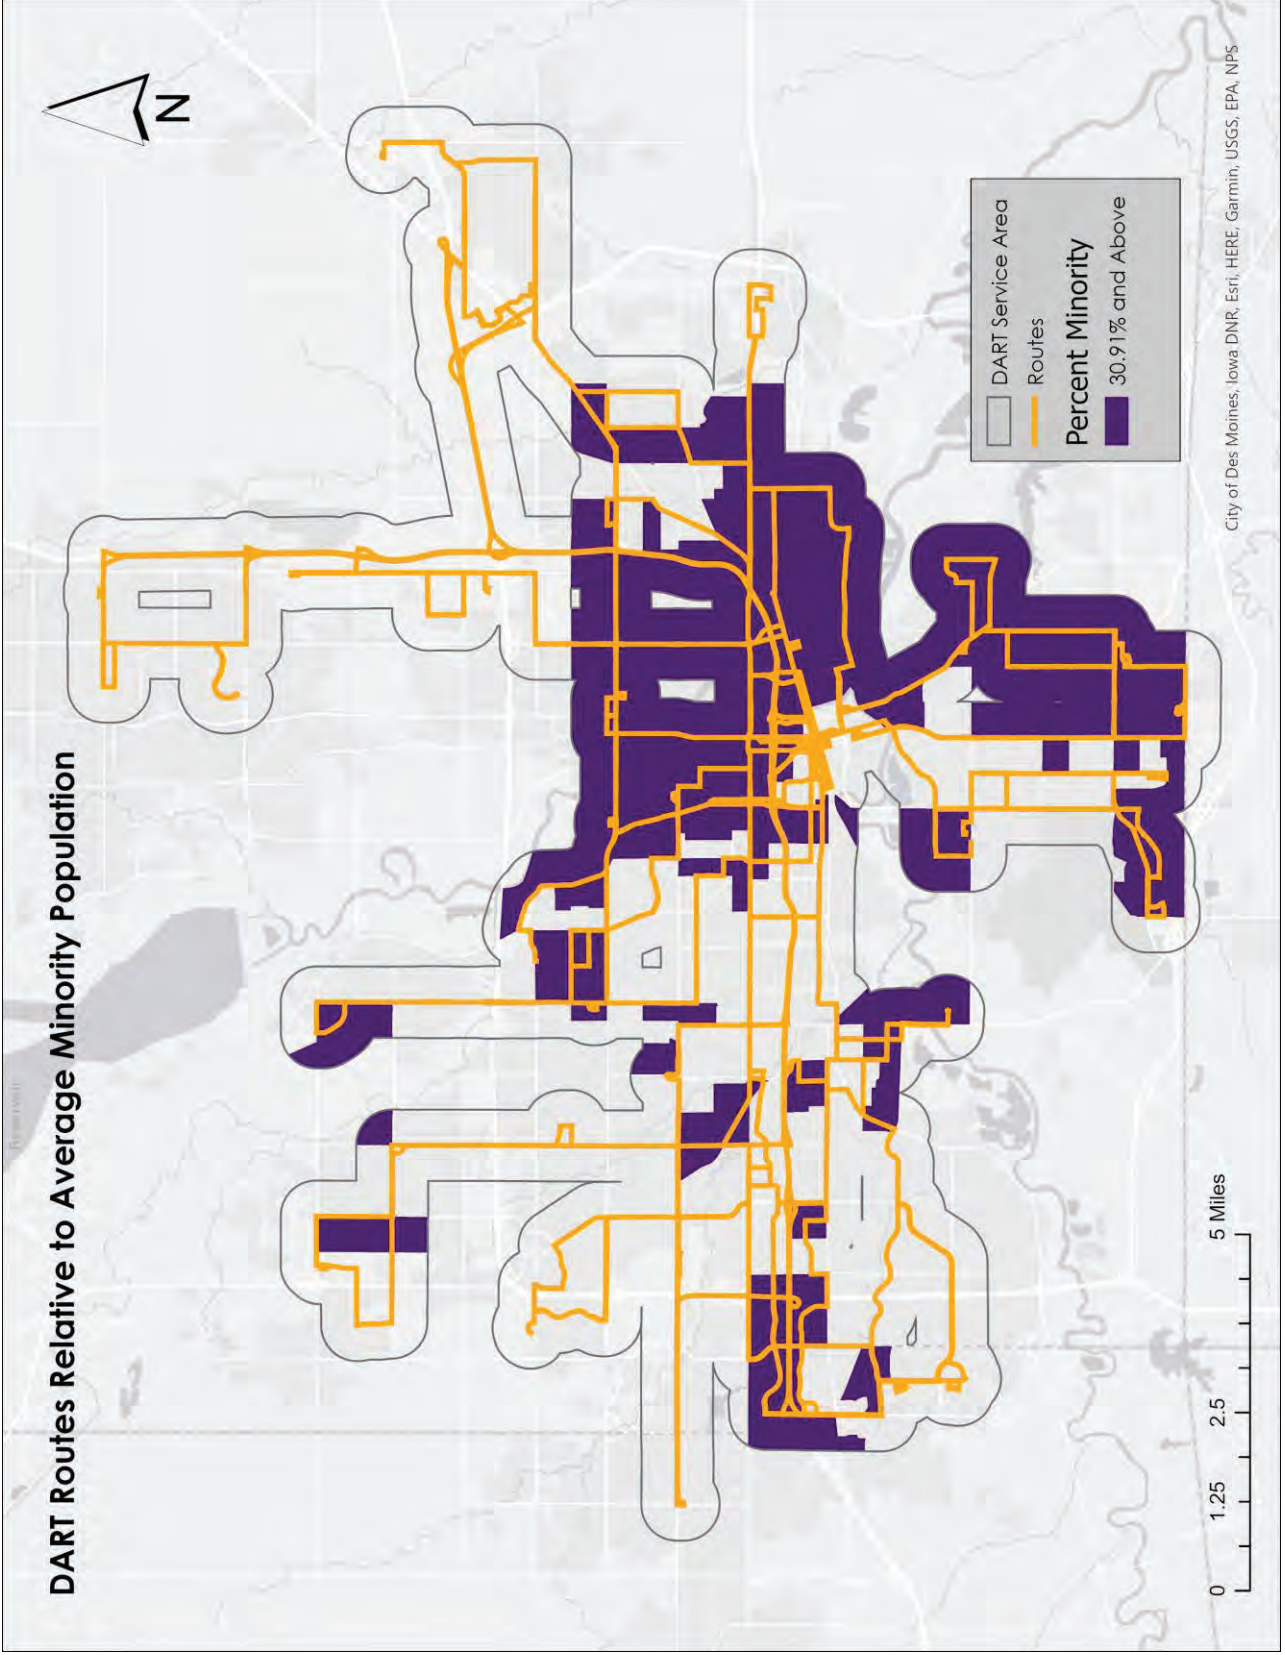 DART Routes Relative to Average Minority Population
N
DART Service Area
Routes
Percent Minority
30.91% and Above
0 1.25 2.5 5 Miles
City of Des Moines, Iowa DNR, Esri, HERE, Garmin, USGS, EPA, NPS